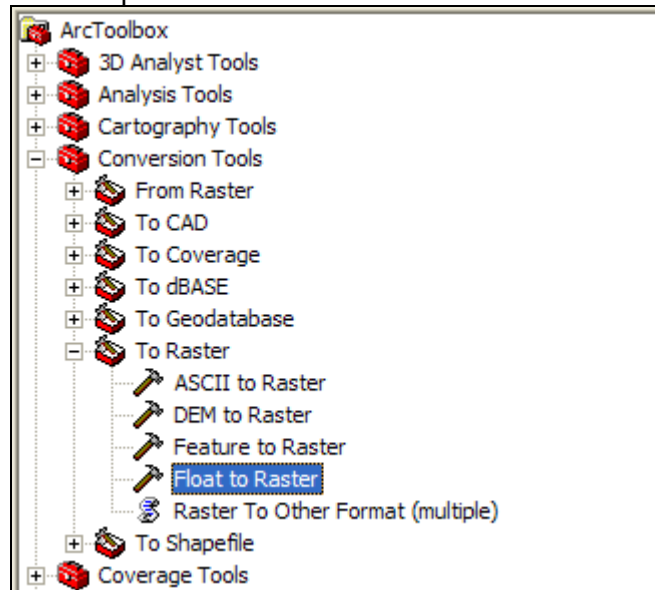 ArcToolbox
3D Analyst Tools
Analysis Tools
Cartography Tools
Conversion Tools
From Raster
To CAD
To Coverage
To dBASE
To Geodatabase
To Raster
ASCII to Raster
DEM to Raster
Feature to Raster
Float to Raster
Raster To Other Format (multiple)
To Shapefile
Coverage Tools